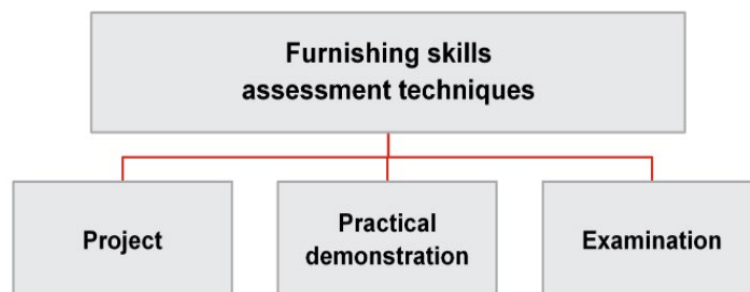 Furnishing skills
assessment techniques
Project
Practical
demonstration
Examination